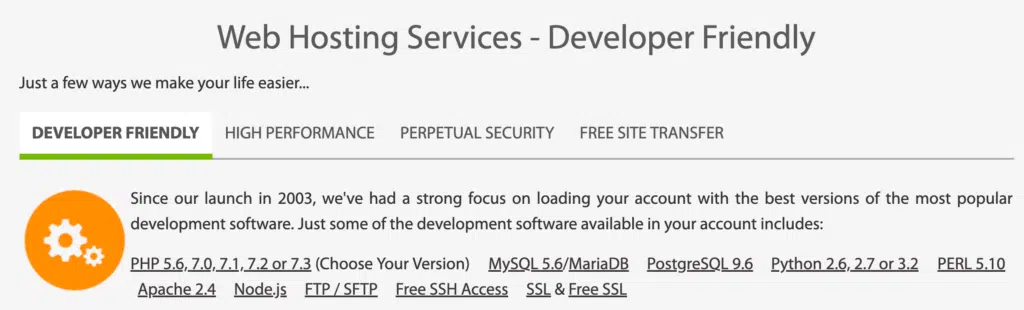 Web Hosting Services - Developer Friendly
Just a few ways we make your life easier...
DEVELOPER FRIENDLY HIGH PERFORMANCE PERPETUAL SECURITY FREE SITE TRANSFER
Since our launch in 2003, we've had a strong focus on loading your account with the best versions of the most popular
development software. Just some of the development software available in your account includes:
PHP 5.6, 7.0, 7.1, 7.2 or 7.3 (Choose Your Version) MySQL 5.6/MariaDB PostgreSQL 9.6 Python 2.6, 2.7 or 3.2 PERL 5.10
Apache 2.4 Node.js FTP / SFTP Free SSH Access SSL & Free SSL